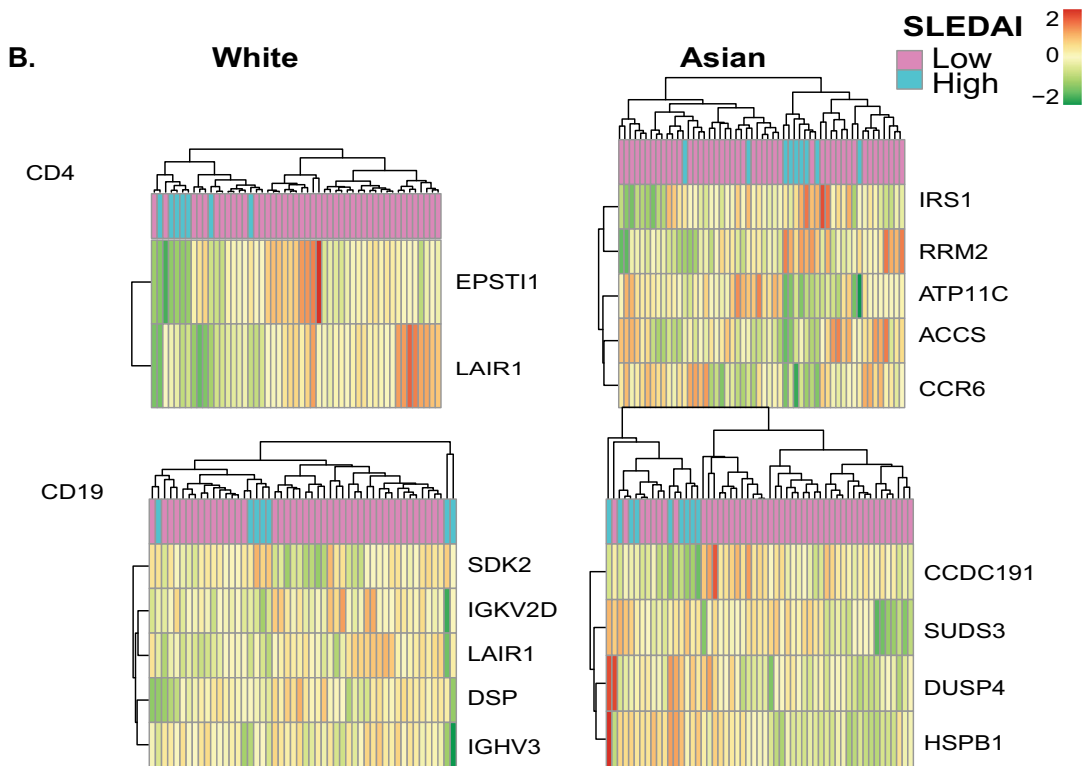 B.
White
Asian
SLEDAI
Low
High
2
0
−2
CD4
EPSTI1
LAIR1
IRS1
RRM2
ATP11C
ACCS
CCR6
CD19
SDK2
IGKV2D
LAIR1
DSP
IGHV3
CCDC191
SUDS3
DUSP4
HSPB1